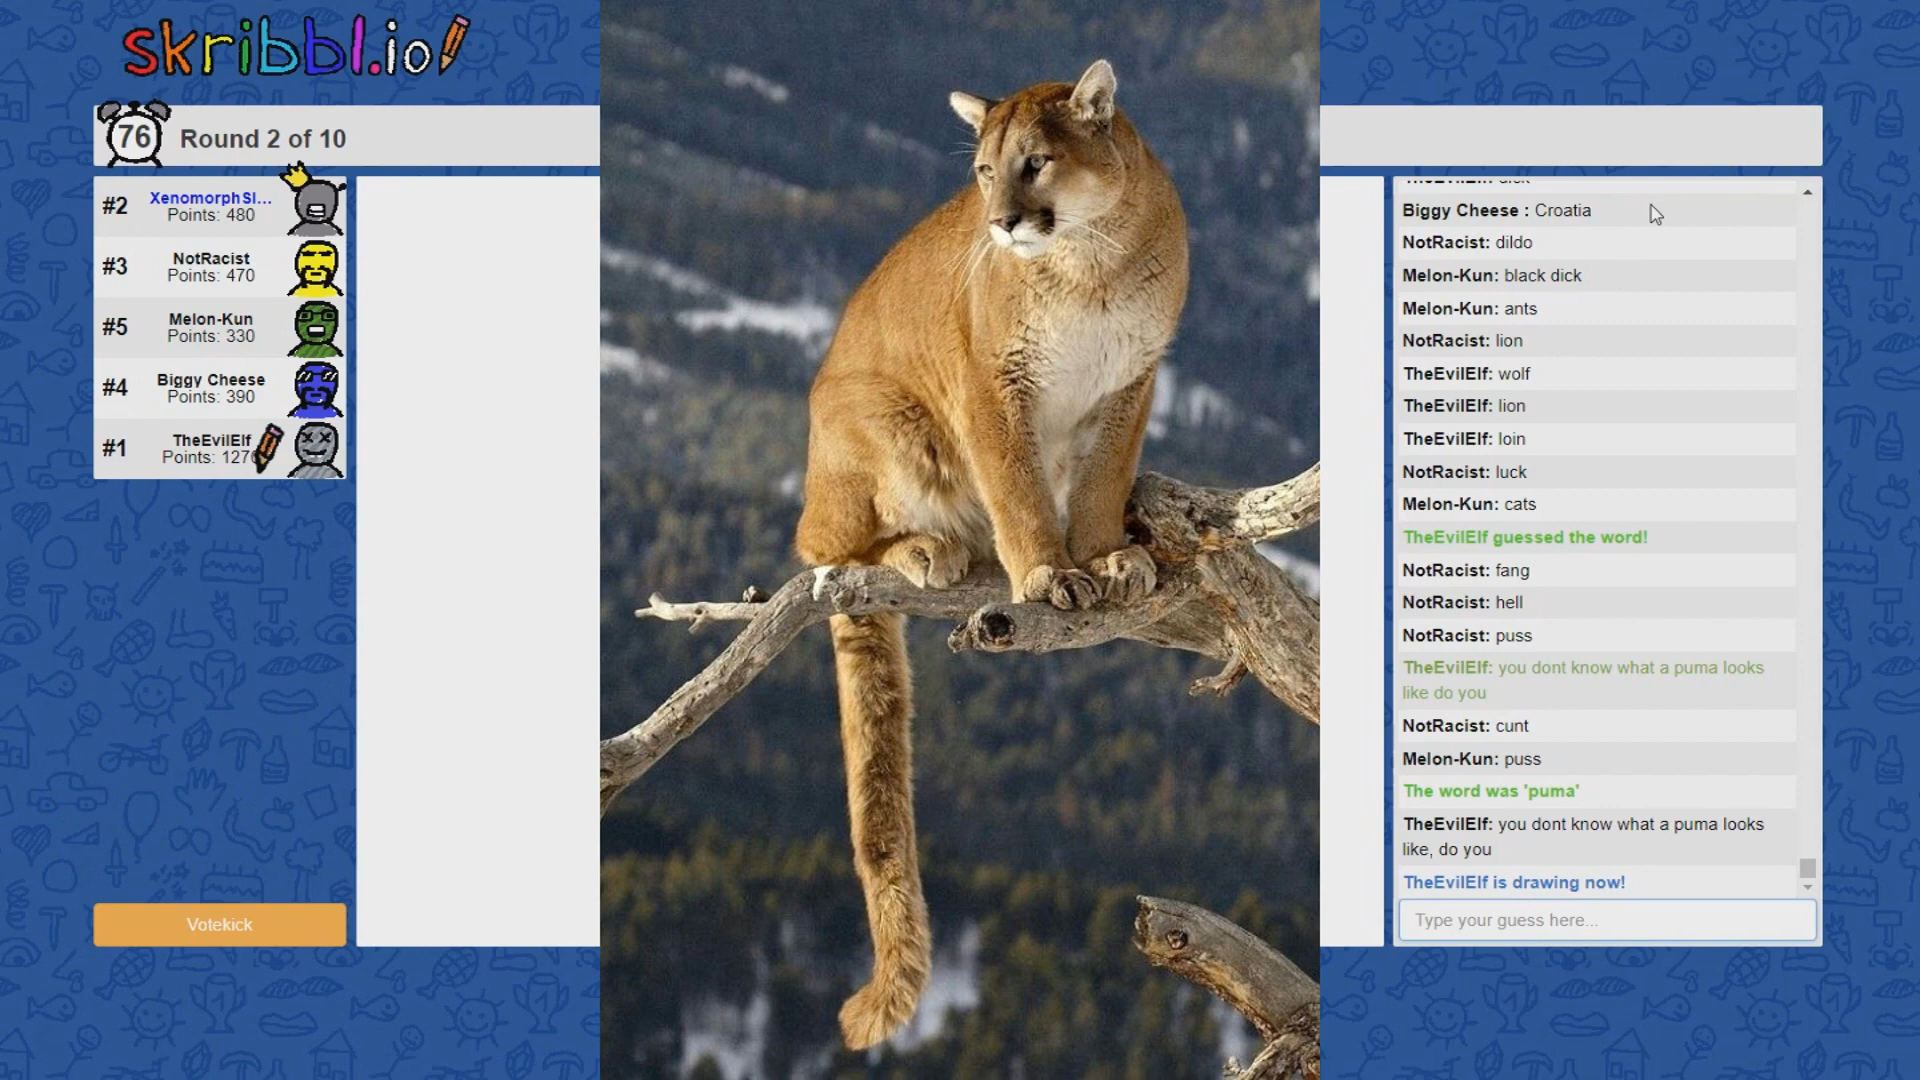 skribbl.io
76
Round 2 of 10
#2
XenomorphSl...
Points: 480
#3
NotRacist
Points: 470
#5
Melon-Kun
Points: 330
#4
Biggy Cheese
Points: 390
#1
TheEvilElf
Points: 1270
Votekick
Biggy Cheese : Croatia
NotRacist: dildo
Melon-Kun: black dick
Melon-Kun: ants
NotRacist: lion
TheEvilElf: wolf
TheEvilElf: lion
TheEvilElf: loin
NotRacist: luck
Melon-Kun: cats
TheEvilElf guessed the word!
NotRacist: fang
NotRacist: hell
NotRacist: puss
TheEvilElf: you dont know what a puma looks
like do you
NotRacist: cunt
Melon-Kun: puss
The word was 'puma'
TheEvilElf: you dont know what a puma looks
like, do you
TheEvilElf is drawing now!
Type your guess here...